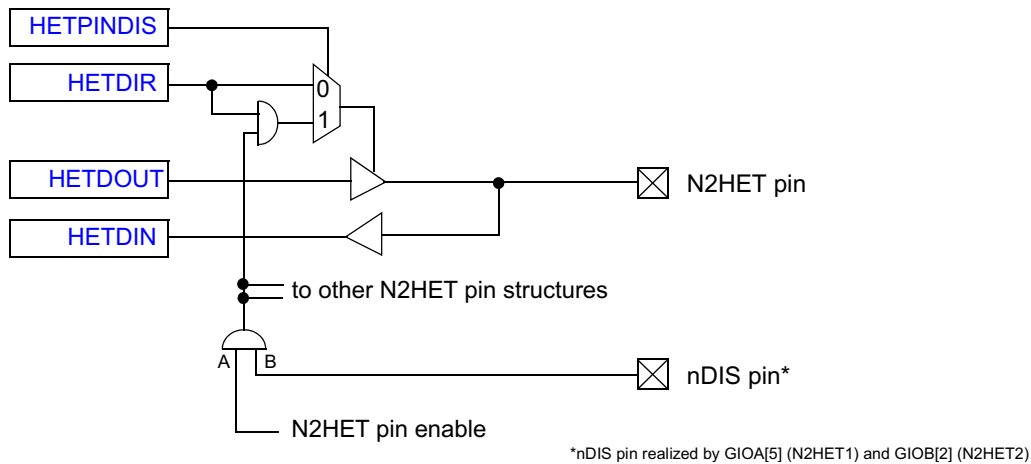 HETPINDIS
HETDIR
0
1
HETDOUT
N2HET pin
HETDIN
to other N2HET pin structures
A B
nDIS pin*
N2HET pin enable
*nDIS pin realized by GIOA[5] (N2HET1) and GIOB[2] (N2HET2)